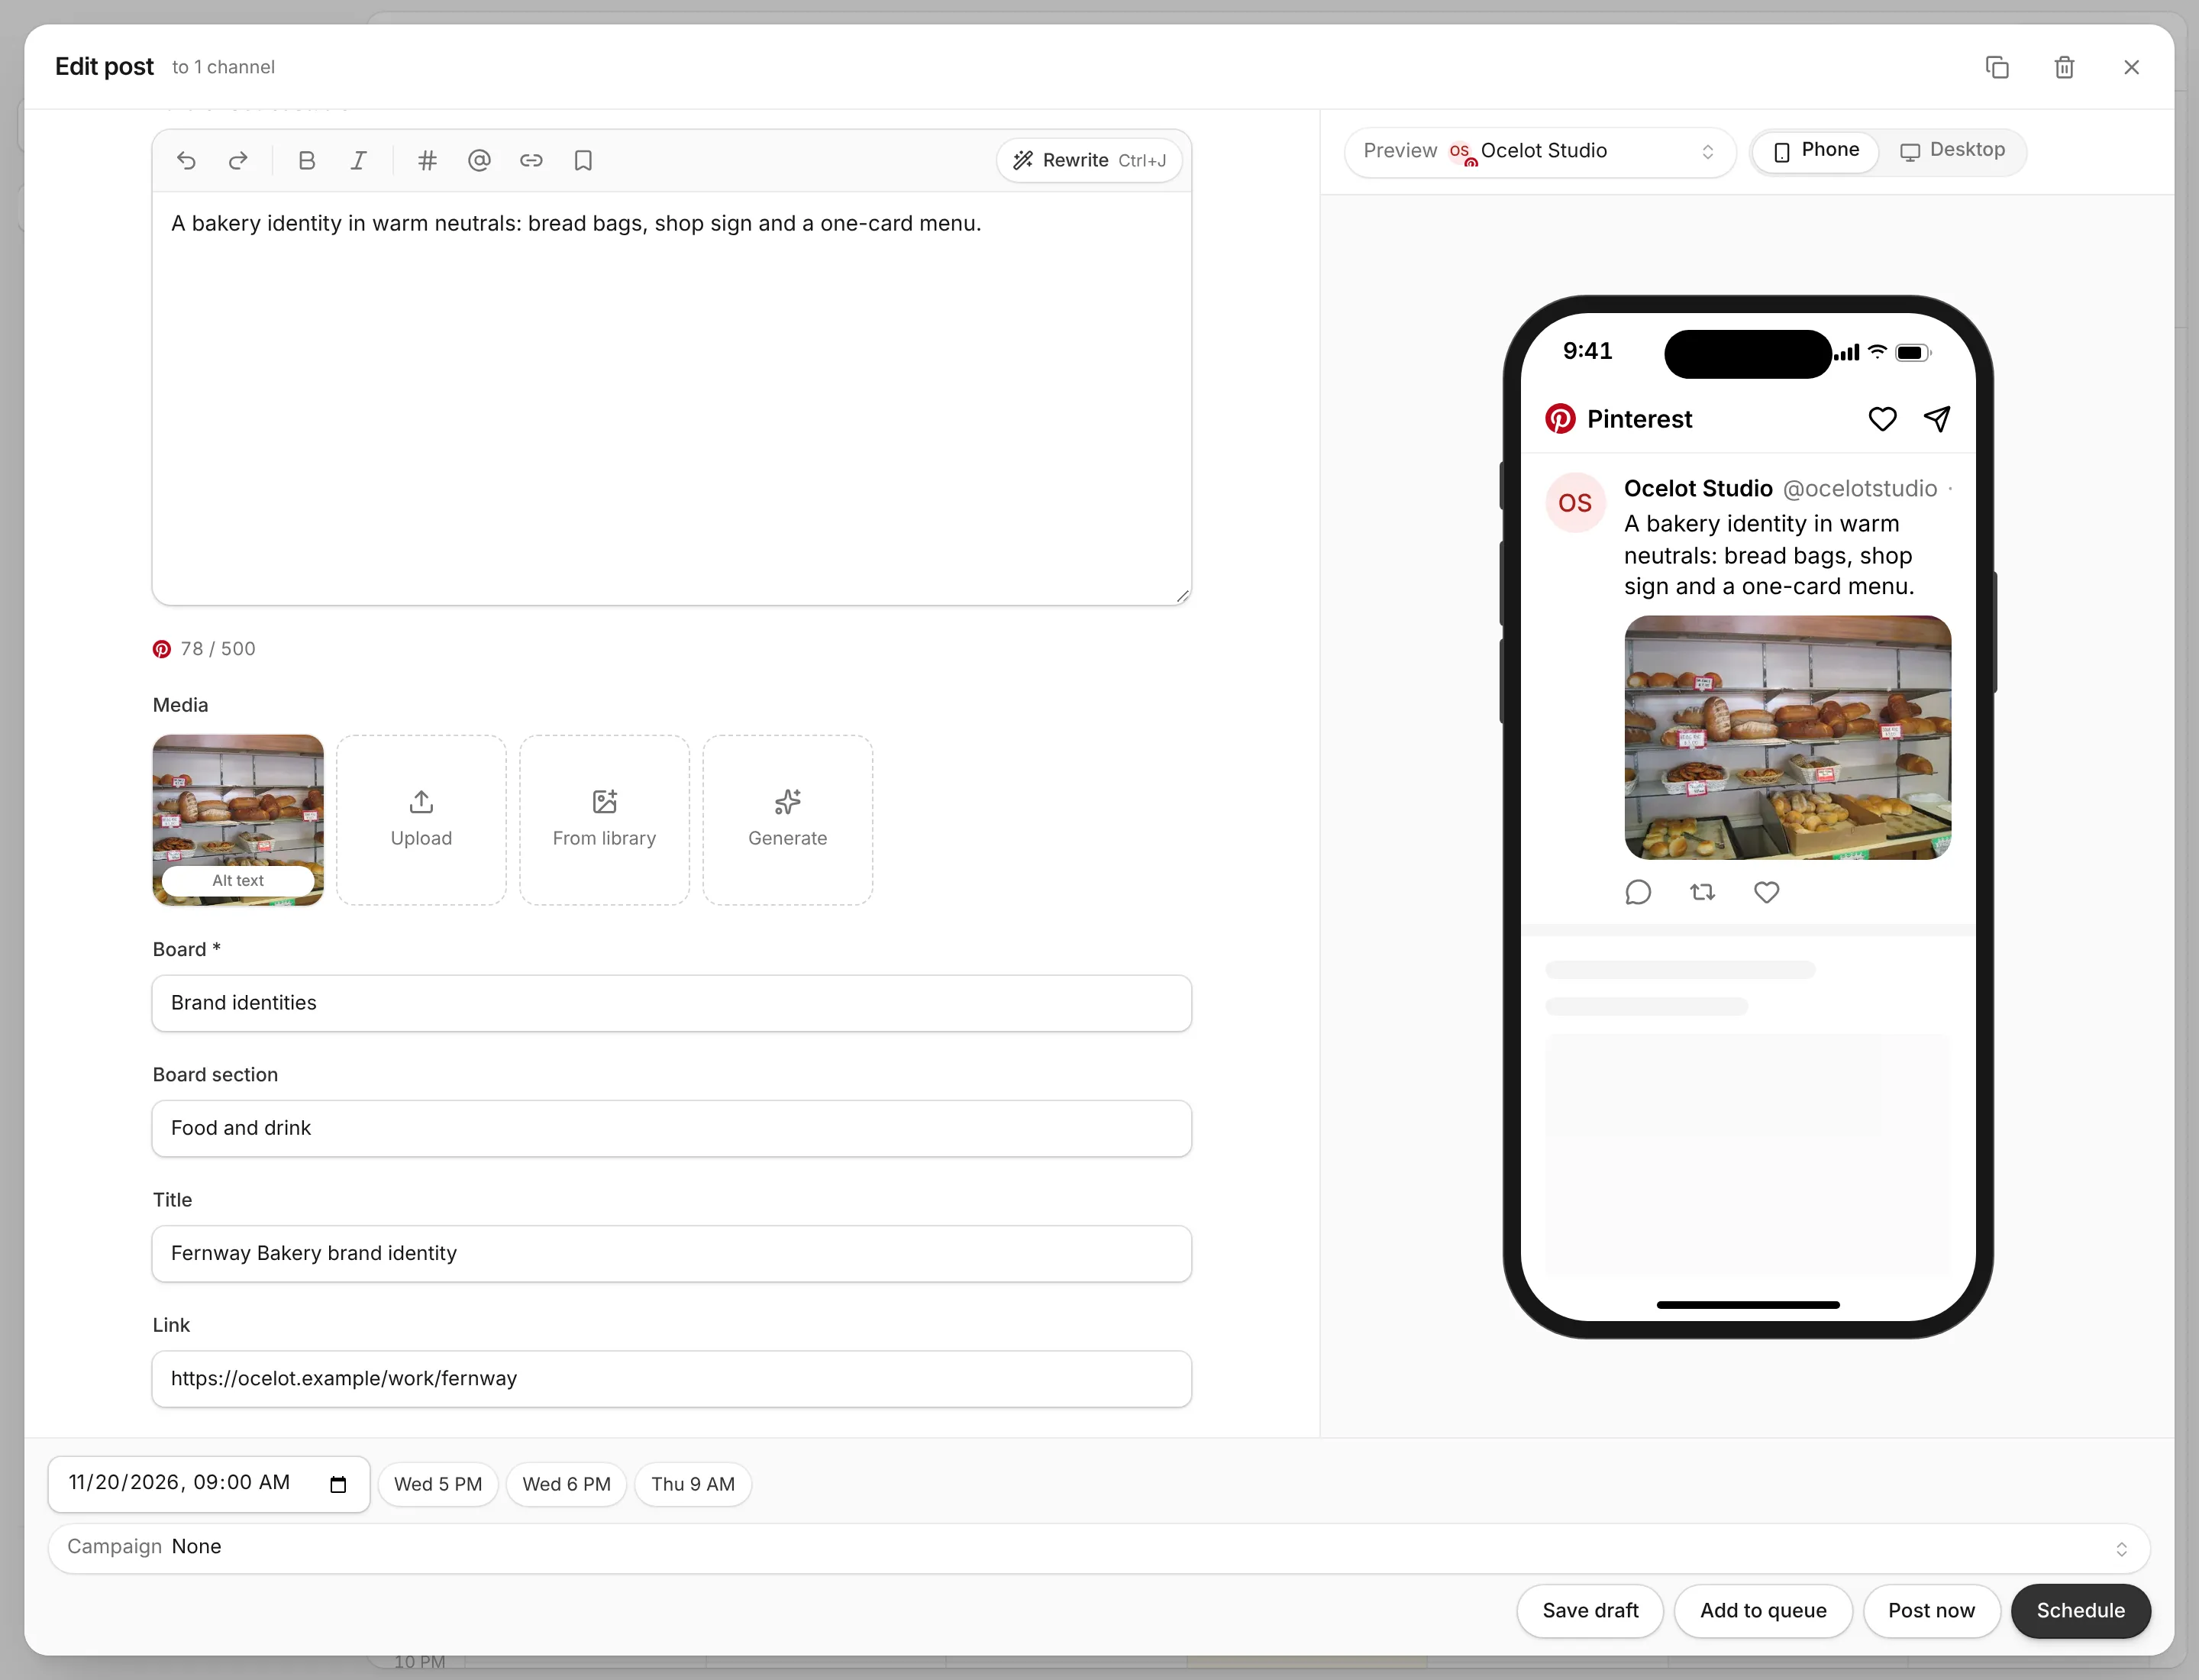 Edit post to 1 channel
Rewrite Ctrl+J
A bakery identity in warm neutrals: bread bags, shop sign and a one-card menu.
78 / 500
Media
Alt text
Upload
From library
Generate
Board *
Brand identities
Board section
Food and drink
Title
Fernway Bakery brand identity
Link
https://ocelot.example/work/fernway
Preview OS Ocelot Studio
Phone
Desktop
9:41
Pinterest
OS
Ocelot Studio @ocelotstudio ·
A bakery identity in warm
neutrals: bread bags, shop
sign and a one-card menu.
11/20/2026, 09:00 AM
Wed 5 PM
Wed 6 PM
Thu 9 AM
Campaign None
Save draft
Add to queue
Post now
Schedule
10 PM